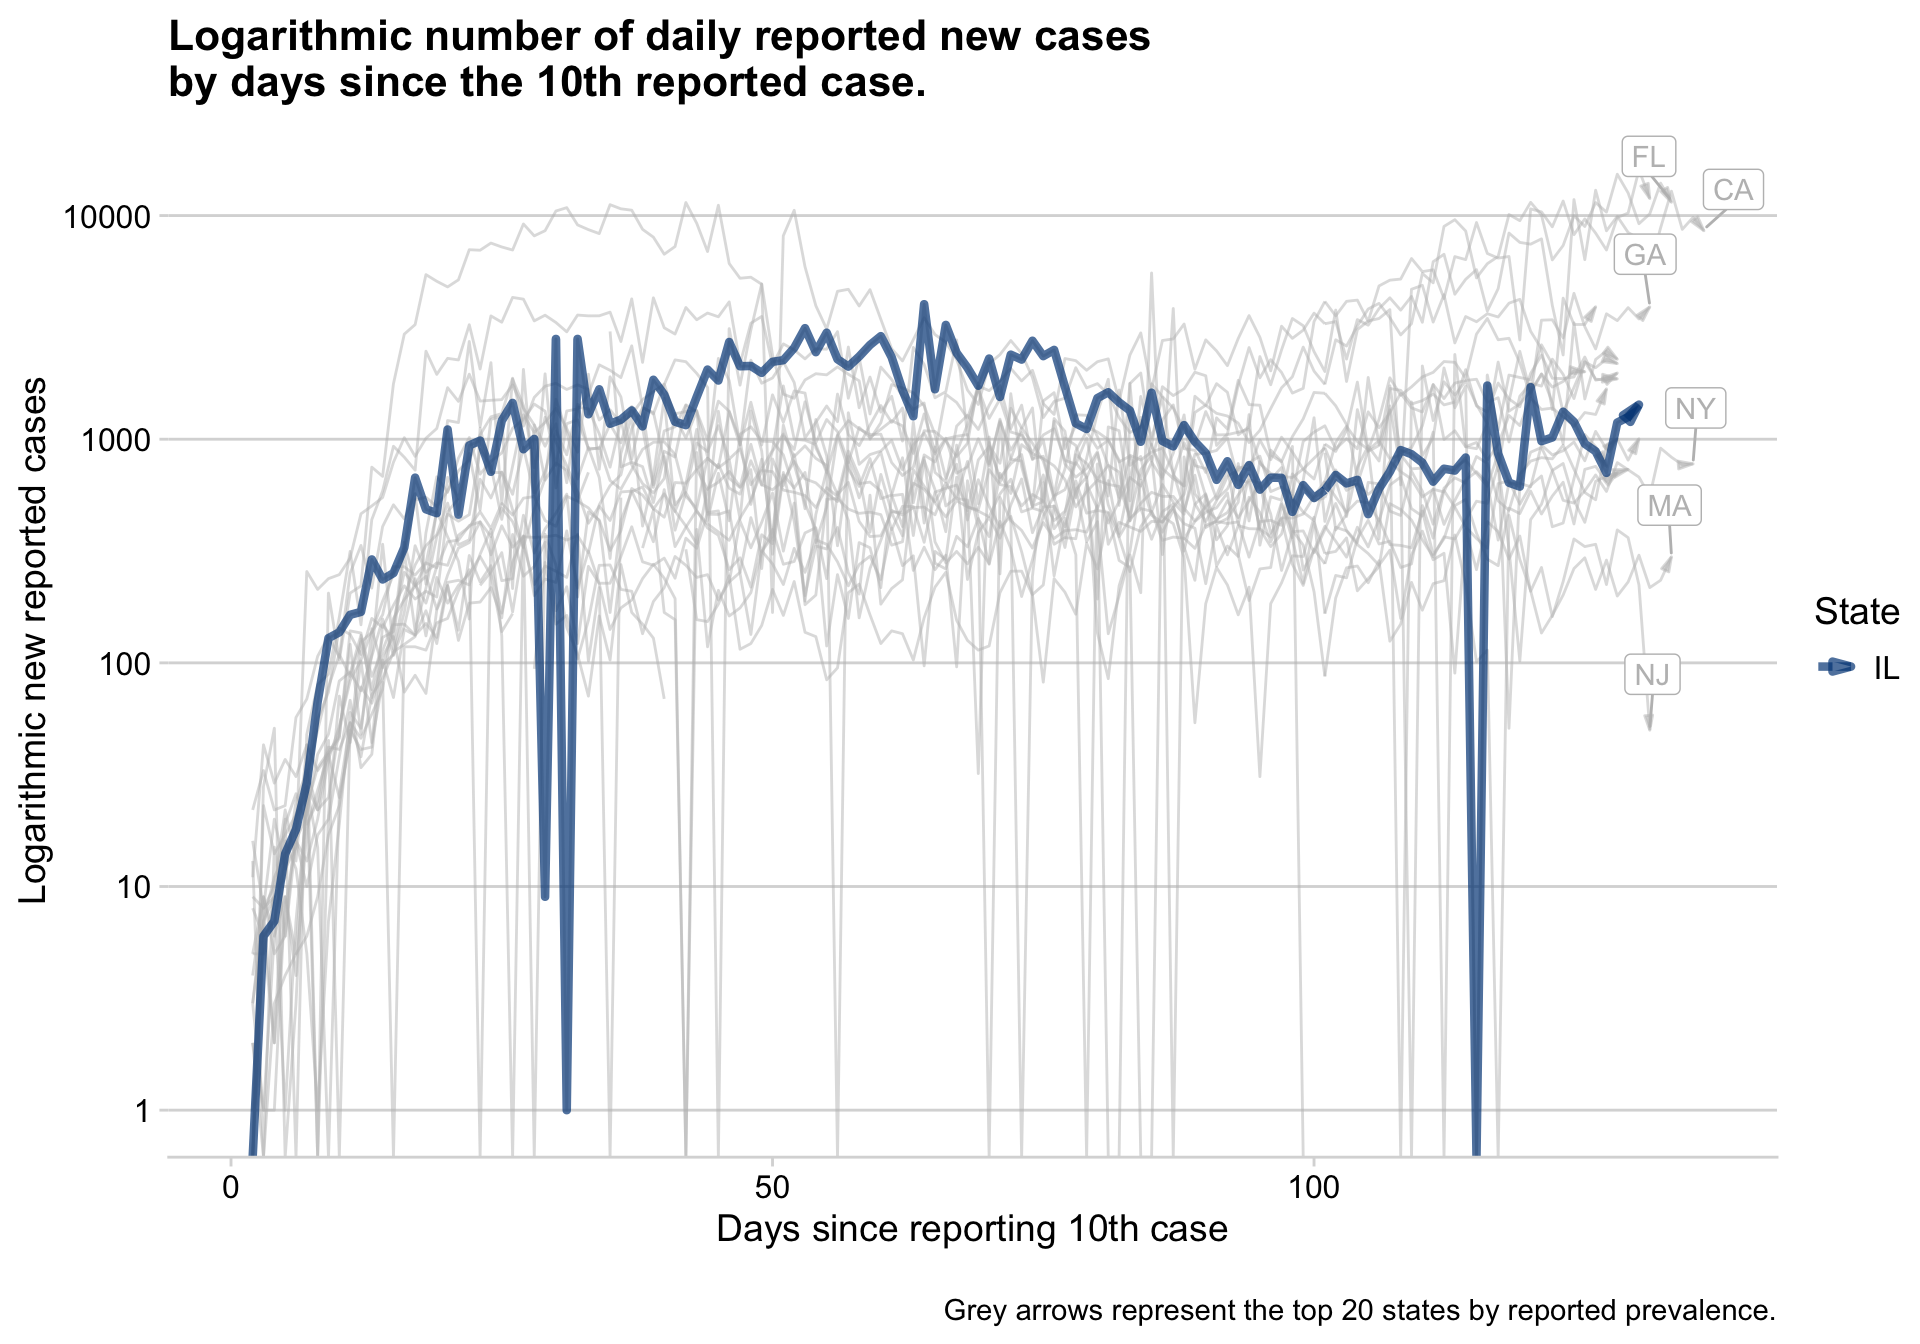 Logarithmic number of daily reported new cases
by days since the 10th reported case.
Logarithmic new reported cases
10000
1000
100
10
1
FL
CA
GA
NY
MA
NJ
State
IL
0
50
100
Days since reporting 10th case
Grey arrows represent the top 20 states by reported prevalence.